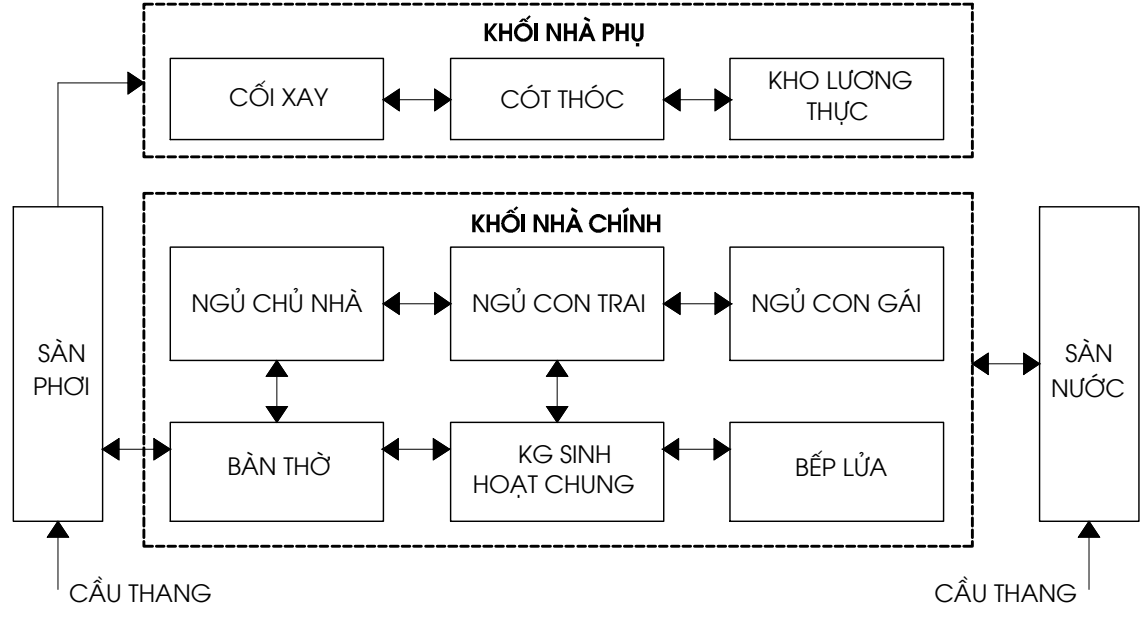 KHỐI NHÀ PHỤ
CỐI XAY
CÓT THÓC
KHO LƯƠNG
THỰC
KHỐI NHÀ CHÍNH
NGỦ CHỦ NHÀ
NGỦ CON TRAI
NGỦ CON GÁI
SÀN
PHƠI
SÀN
NƯỚC
BÀN THỜ
KG SINH
HOẠT CHUNG
BẾP LỬA
CẦU THANG
CẦU THANG